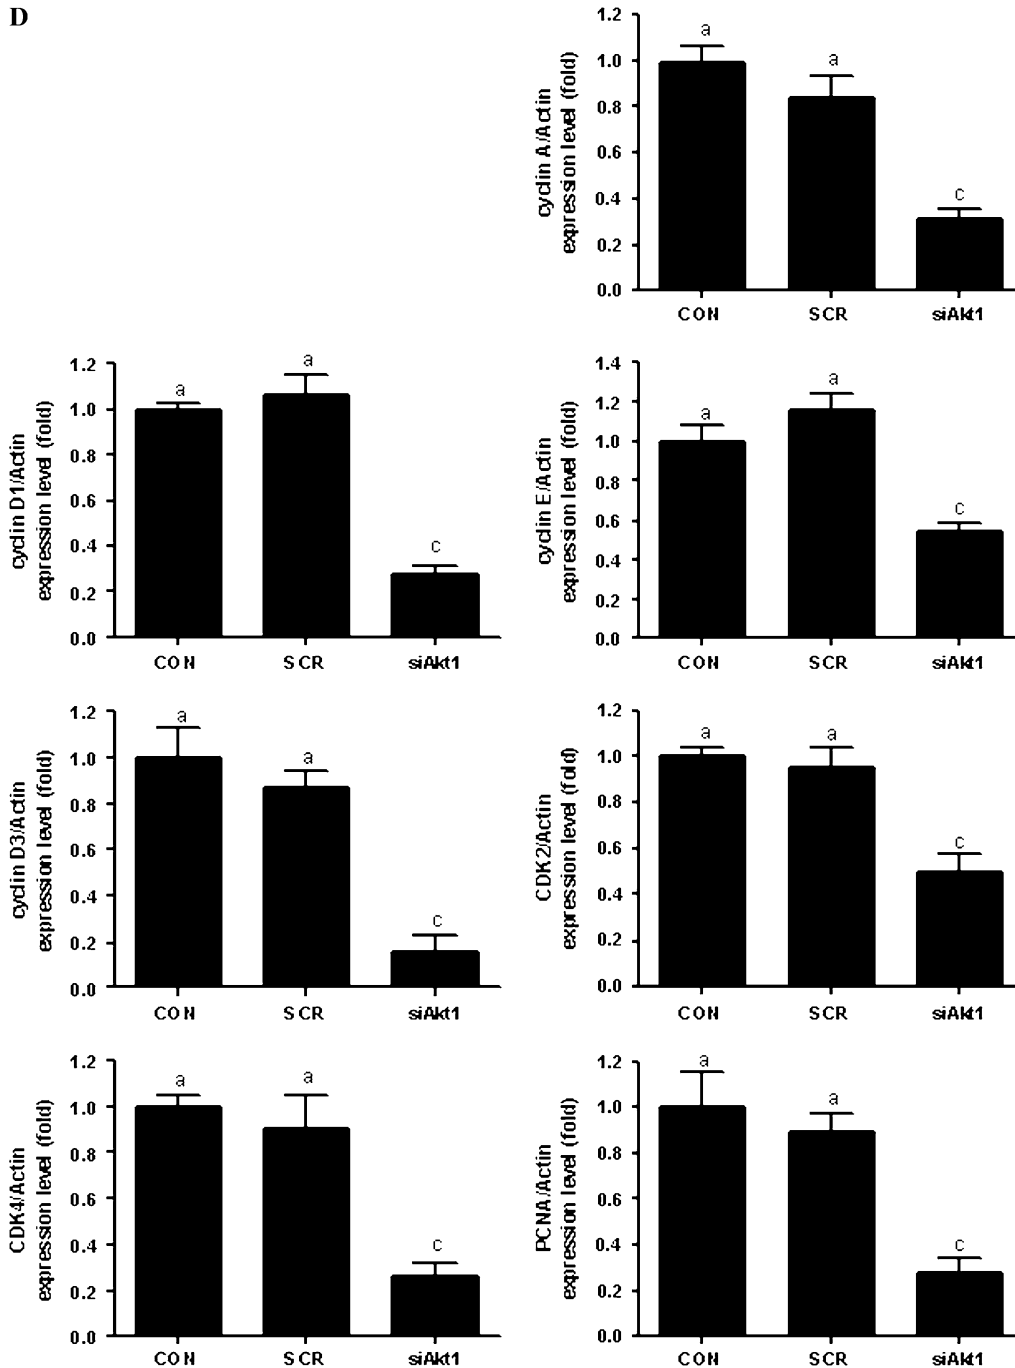 D
cyclin A/Actin
expression level (fold)
1.2
a
1.0
a
0.8
0.6
0.4
c
0.2
0.0
CON SCR siAkt1
cyclin D1/Actin
expression level (fold)
1.2
a
a
1.0
0.8
0.6
0.4
c
0.2
0.0
CON SCR siAkt1
cyclin E/Actin
expression level (fold)
1.4
a
1.2
a
1.0
0.8
0.6
c
0.4
0.2
0.0
CON SCR siAkt1
cyclin D3/Actin
expression level (fold)
1.2
a
1.0
a
0.8
0.6
0.4
c
0.2
0.0
CON SCR siAkt1
CDK2/Actin
expression level (fold)
1.2
a a
1.0
0.8
0.6
c
0.4
0.2
0.0
CON SCR siAkt1
CDK4/Actin
expression level (fold)
1.2
a a
1.0
0.8
0.6
0.4
c
0.2
0.0
CON SCR siAkt1
PCNA/Actin
expression level (fold)
1.2
a
1.0
a
0.8
0.6
0.4
c
0.2
0.0
CON SCR siAkt1